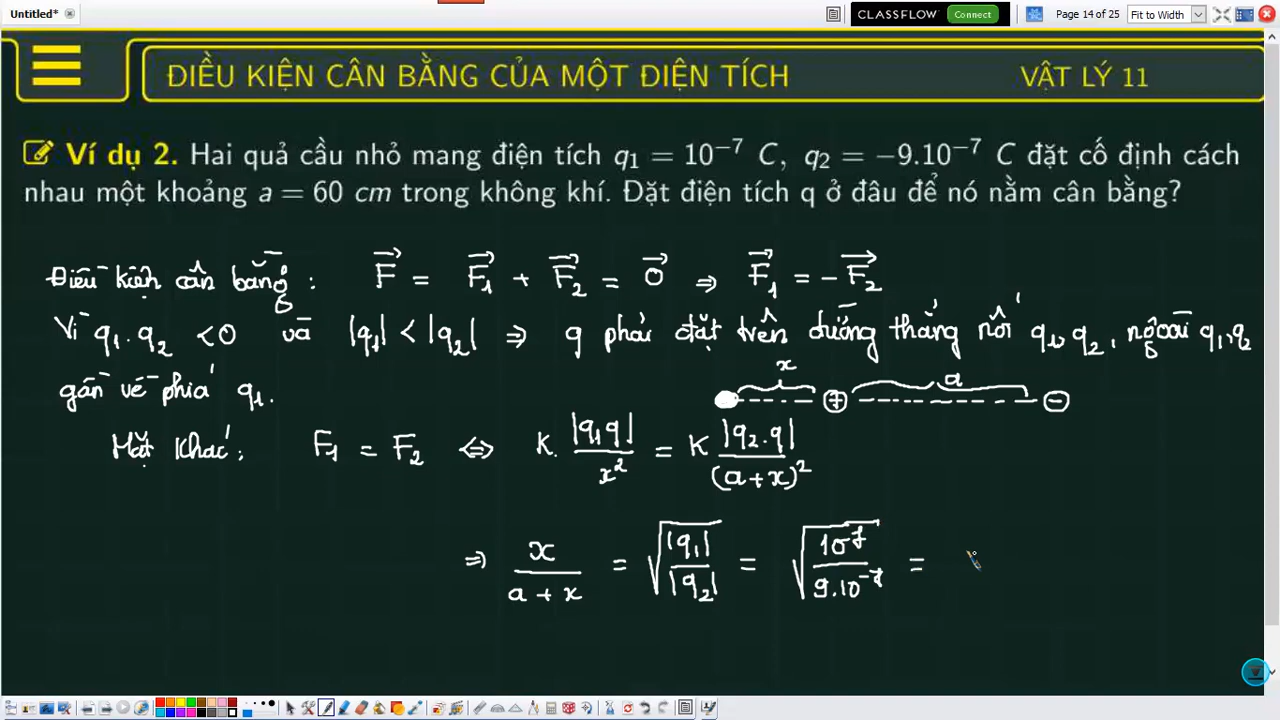 Untitled*
CLASSFLOW Connect
Page 14 of 25
Fit to Width
ĐIỀU KIỆN CÂN BẰNG CỦA MỘT ĐIỆN TÍCH
VẬT LÝ 11
Ví dụ 2. Hai quả cầu nhỏ mang điện tích q₁ = 10⁻⁷ C, q₂ = −9.10⁻⁷ C đặt cố định cách
nhau một khoảng a = 60 cm trong không khí. Đặt điện tích q ở đâu để nó nằm cân bằng?
Điều kiện cân bằng: F⃗ = F⃗₁ + F⃗₂ = 0⃗ ⇒ F⃗₁ = −F⃗₂
Vì q₁.q₂ < 0 và |q₁| < |q₂| ⇒ q phải đặt trên đường thẳng nối q₁, q₂, ngoài q₁,q₂
gần về phía q₁.
x a
+ −
Mặt khác: F₁ = F₂ ⇔ K.|q₁q|/x² = K|q₂.q|/(a+x)²
⇒ x/(a + x) = √(|q₁|/|q₂|) = √(10⁻⁷/9.10⁻⁷) =